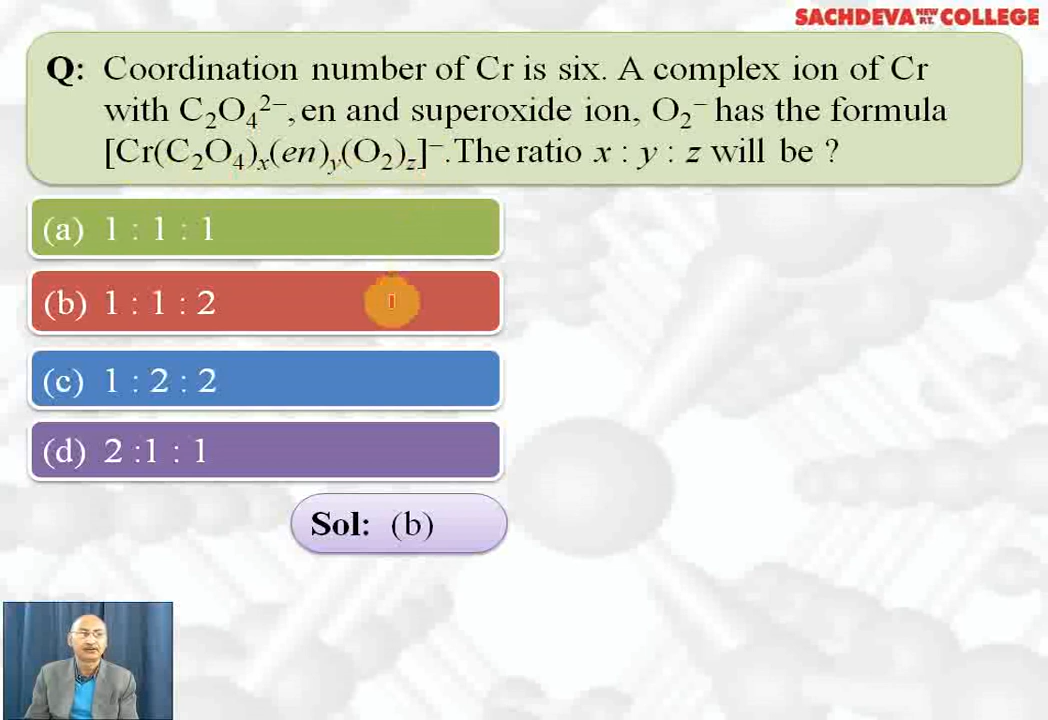 SACHDEVA NEW P.T. COLLEGE
Q: Coordination number of Cr is six. A complex ion of Cr
with C₂O₄²⁻, en and superoxide ion, O₂⁻ has the formula
[Cr(C₂O₄)ₓ(en)ᵧ(O₂)z]⁻. The ratio x : y : z will be ?
(a) 1 : 1 : 1
(b) 1 : 1 : 2
(c) 1 : 2 : 2
(d) 2 :1 : 1
Sol: (b)